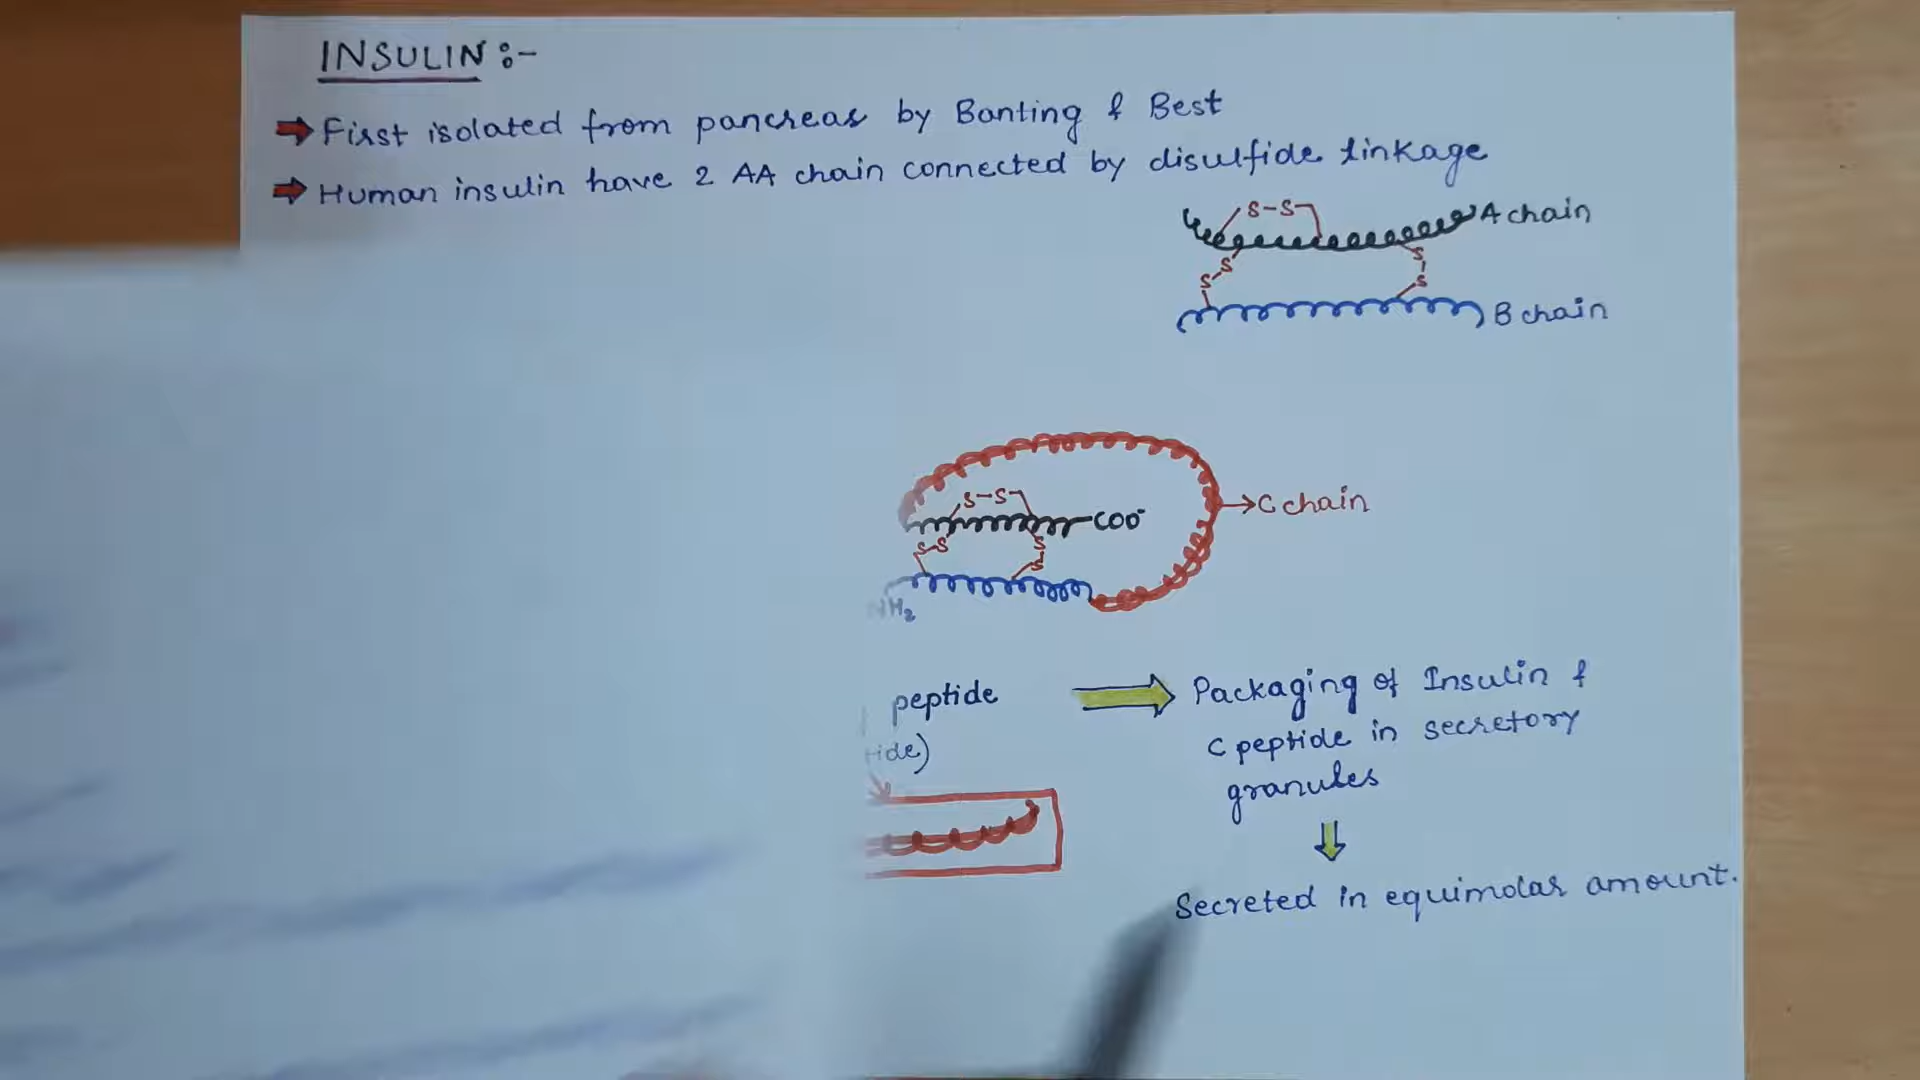 INSULIN :-
First isolated from pancreas by Banting & Best
Human insulin have 2 AA chain connected by disulfide linkage
S-S
A chain
S
S
S
S
B chain
S-S
COO⁻
C chain
S-S
S
S
NH₂
peptide
tide)
Packaging of Insulin &
C peptide in secretory
granules
Secreted in equimolar amount.